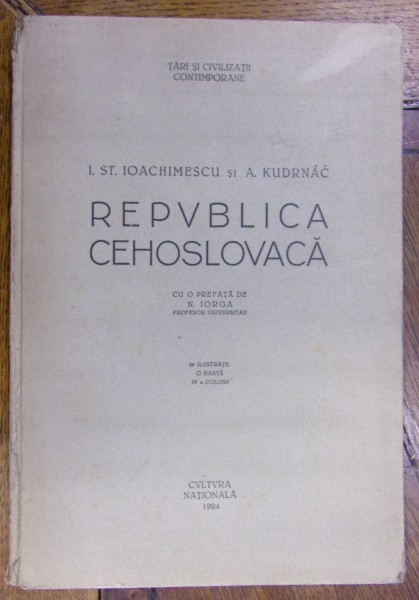 ȚĂRI ȘI CIVILIZAȚII
CONTIMPORANE
I. ST. IOACHIMESCU ȘI A. KUDRNÁČ
REPVBLICA
CEHOSLOVACĂ
CU O PREFAȚĂ DE
N. IORGA
PROFESOR UNIVERSITAR
ILUSTRAȚII
O HARTĂ
IN 4 COLORI
CVLTVRA
NAȚIONALĂ
1924